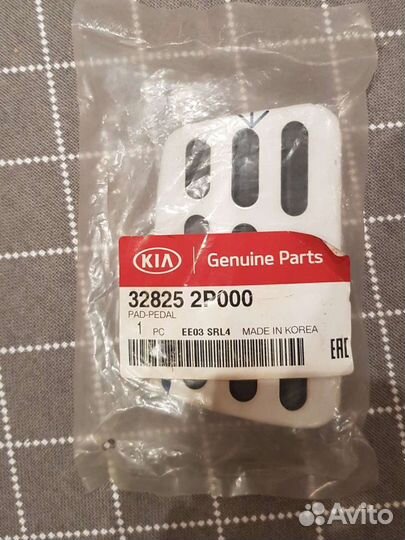 KIA Genuine Parts
32825 2P000
PAD-PEDAL
1 PC EE03 SRL4 MADE IN KOREA
EAC
Avito